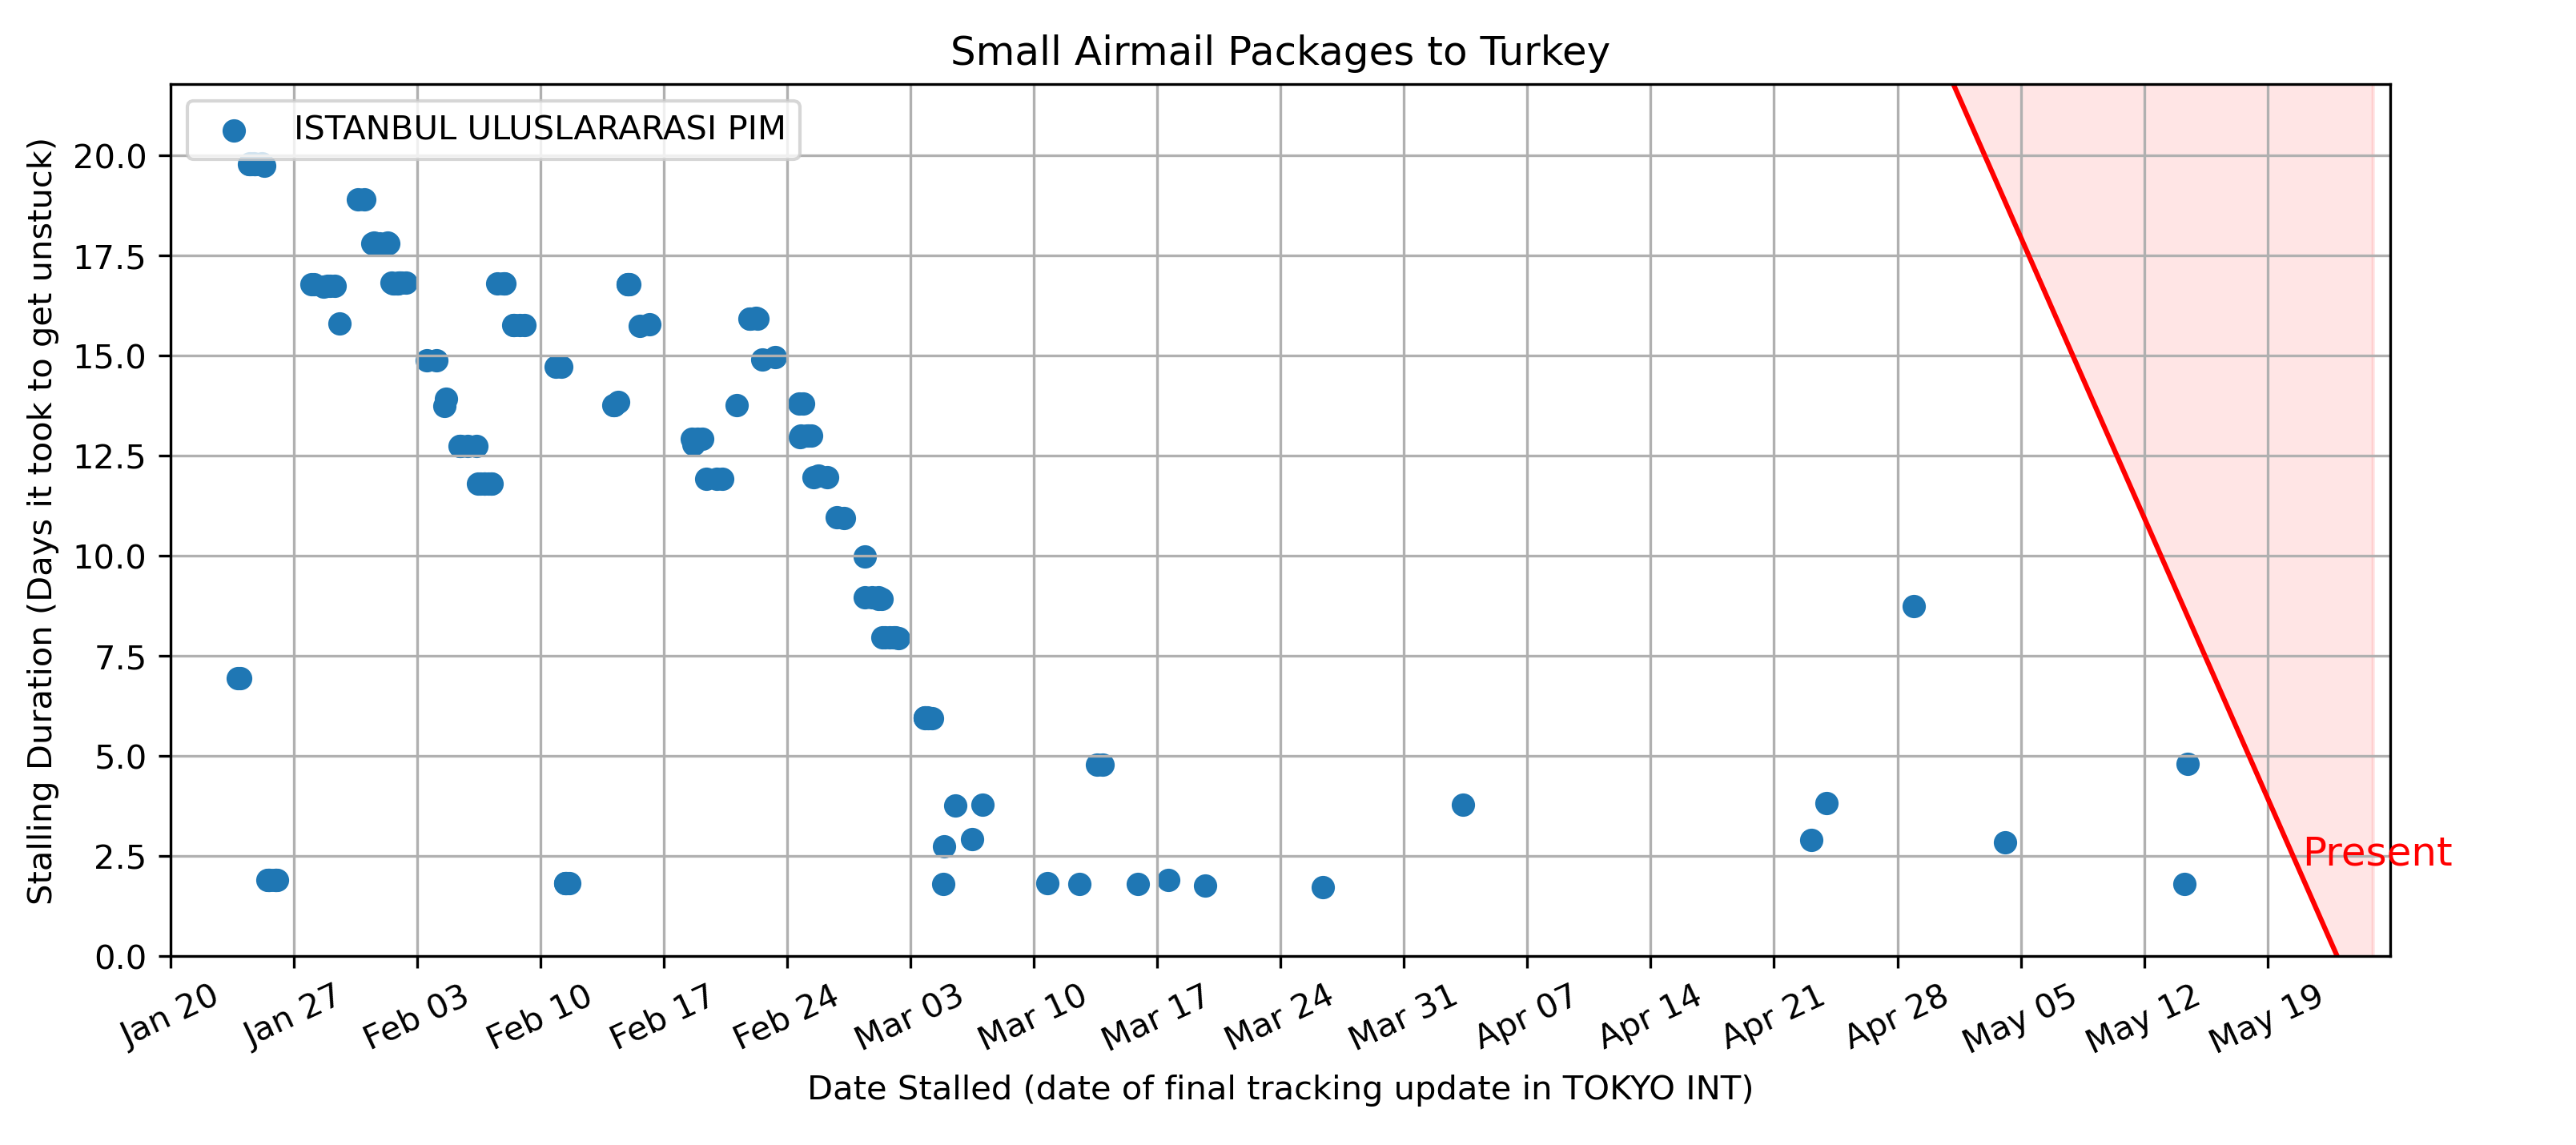 Small Airmail Packages to Turkey
ISTANBUL ULUSLARARASI PIM
Stalling Duration (Days it took to get unstuck)
20.0
17.5
15.0
12.5
10.0
7.5
5.0
2.5
0.0
Present
Jan 20
Jan 27
Feb 03
Feb 10
Feb 17
Feb 24
Mar 03
Mar 10
Mar 17
Mar 24
Mar 31
Apr 07
Apr 14
Apr 21
Apr 28
May 05
May 12
May 19
Date Stalled (date of final tracking update in TOKYO INT)